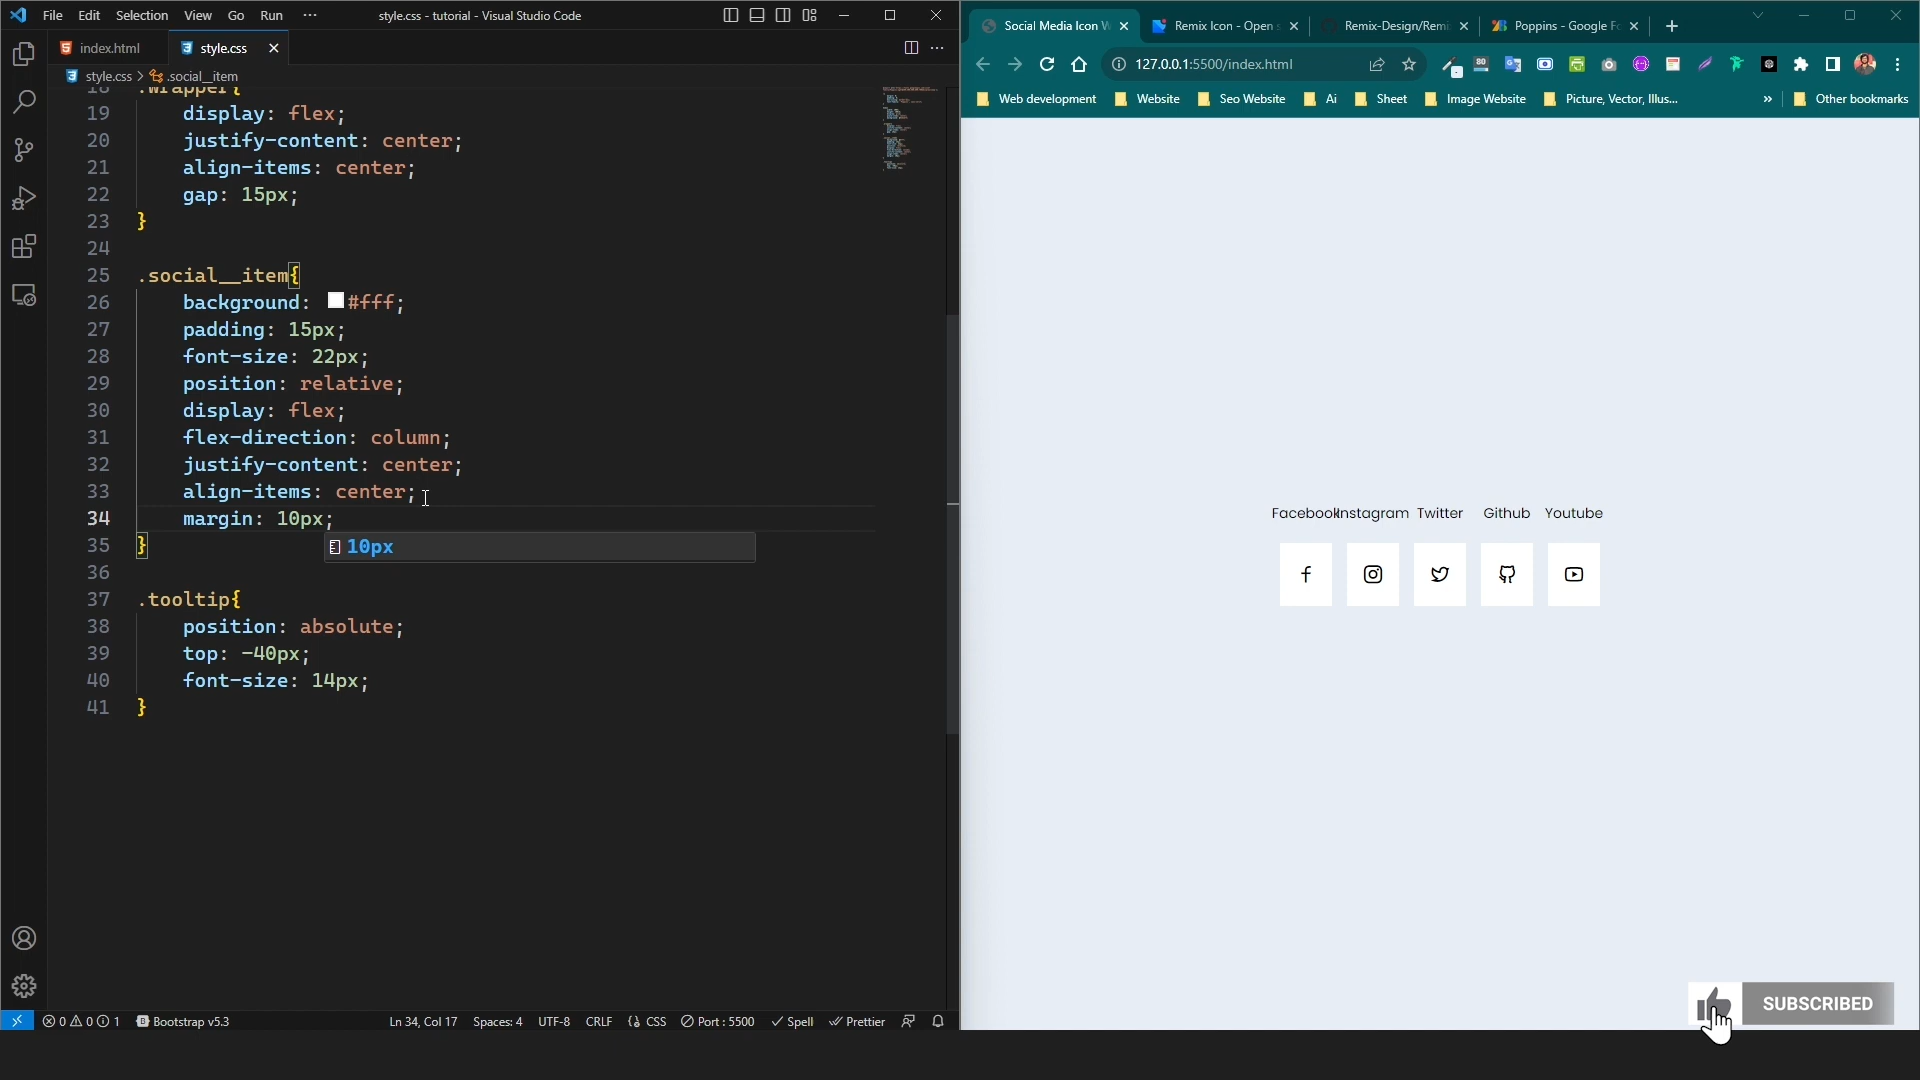 File Edit Selection View Go Run ··· style.css - tutorial - Visual Studio Code
index.html style.css
style.css > .social__item
18 .wrapper{
19 display: flex;
20 justify-content: center;
21 align-items: center;
22 gap: 15px;
23 }
24
25 .social__item{
26 background: #fff;
27 padding: 15px;
28 font-size: 22px;
29 position: relative;
30 display: flex;
31 flex-direction: column;
32 justify-content: center;
33 align-items: center;
34 margin: 10px;
35 }
10px
36
37 .tooltip{
38 position: absolute;
39 top: -40px;
40 font-size: 14px;
41 }
0 0 1 Bootstrap v5.3 Ln 34, Col 17 Spaces: 4 UTF-8 CRLF CSS Port : 5500 Spell Prettier
Social Media Icon W Remix Icon - Open s Remix-Design/Remi Poppins - Google Fo
127.0.0.1:5500/index.html
80
Web development Website Seo Website Ai Sheet Image Website Picture, Vector, Illus... » Other bookmarks
Facebook Instagram Twitter Github Youtube
SUBSCRIBED